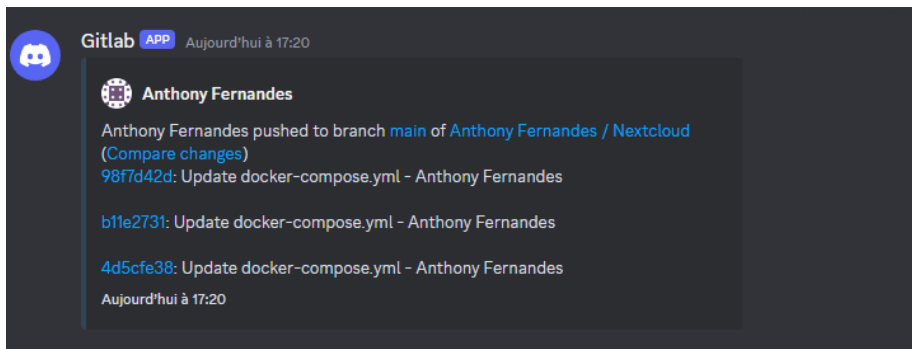 Gitlab APP Aujourd'hui à 17:20
Anthony Fernandes
Anthony Fernandes pushed to branch main of Anthony Fernandes / Nextcloud
(Compare changes)
98f7d42d: Update docker-compose.yml - Anthony Fernandes
b11e2731: Update docker-compose.yml - Anthony Fernandes
4d5cfe38: Update docker-compose.yml - Anthony Fernandes
Aujourd'hui à 17:20